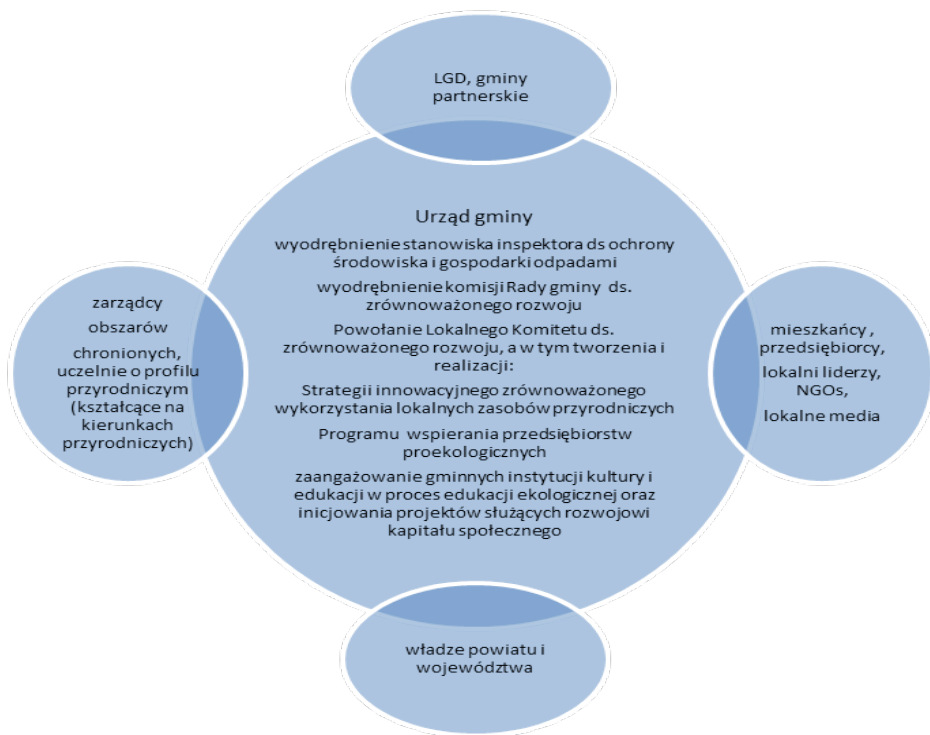 LGD, gminy
partnerskie
Urząd gminy
wyodrębnienie stanowiska inspektora ds ochrony
środowiska i gospodarki odpadami
wyodrębnienie komisji Rady gminy ds.
zrównoważonego rozwoju
Powołanie Lokalnego Komitetu ds.
zrównoważonego rozwoju, a w tym tworzenia i
realizacji:
Strategii innowacyjnego zrównoważonego
wykorzystania lokalnych zasobów przyrodniczych
Programu wspierania przedsiębiorstw
proekologicznych
zaangażowanie gminnych instytucji kultury i
edukacji w proces edukacji ekologicznej oraz
inicjowania projektów służących rozwojowi
kapitału społecznego
zarządcy
obszarów
chronionych,
uczelnie o profilu
przyrodniczym
(kształcące na
kierunkach
przyrodniczych)
mieszkańcy ,
przedsiębiorcy,
lokalni liderzy,
NGOs,
lokalne media
władze powiatu i
województwa